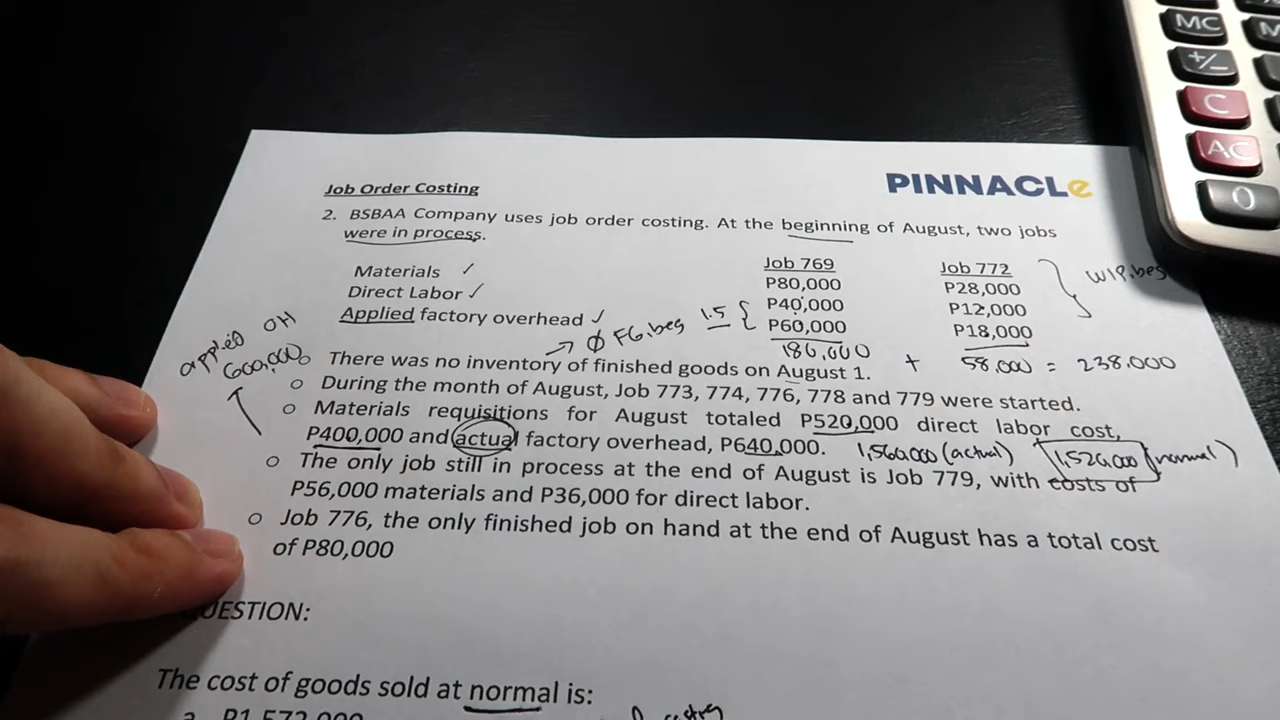 MC
+/-
C
AC
0
Job Order Costing
PINNACLe
2. BSBAA Company uses job order costing. At the beginning of August, two jobs
were in process.
Job 769 Job 772
Materials ✓ P80,000 P28,000
Direct Labor ✓ P40,000 P12,000
Applied factory overhead ✓ P60,000 P18,000
WIP.beg
1.5
→ Ø FG.beg
180,000 + 58,000 = 238.000
applied OH
600,000
There was no inventory of finished goods on August 1.
o During the month of August, Job 773, 774, 776, 778 and 779 were started.
o Materials requisitions for August totaled P520,000 direct labor cost,
P400,000 and actual factory overhead, P640,000. 1,560,000 (actual) 1,520,000 (normal)
o The only job still in process at the end of August is Job 779, with costs of
P56,000 materials and P36,000 for direct labor.
o Job 776, the only finished job on hand at the end of August has a total cost
of P80,000
UESTION:
The cost of goods sold at normal is:
a. P1,572,000